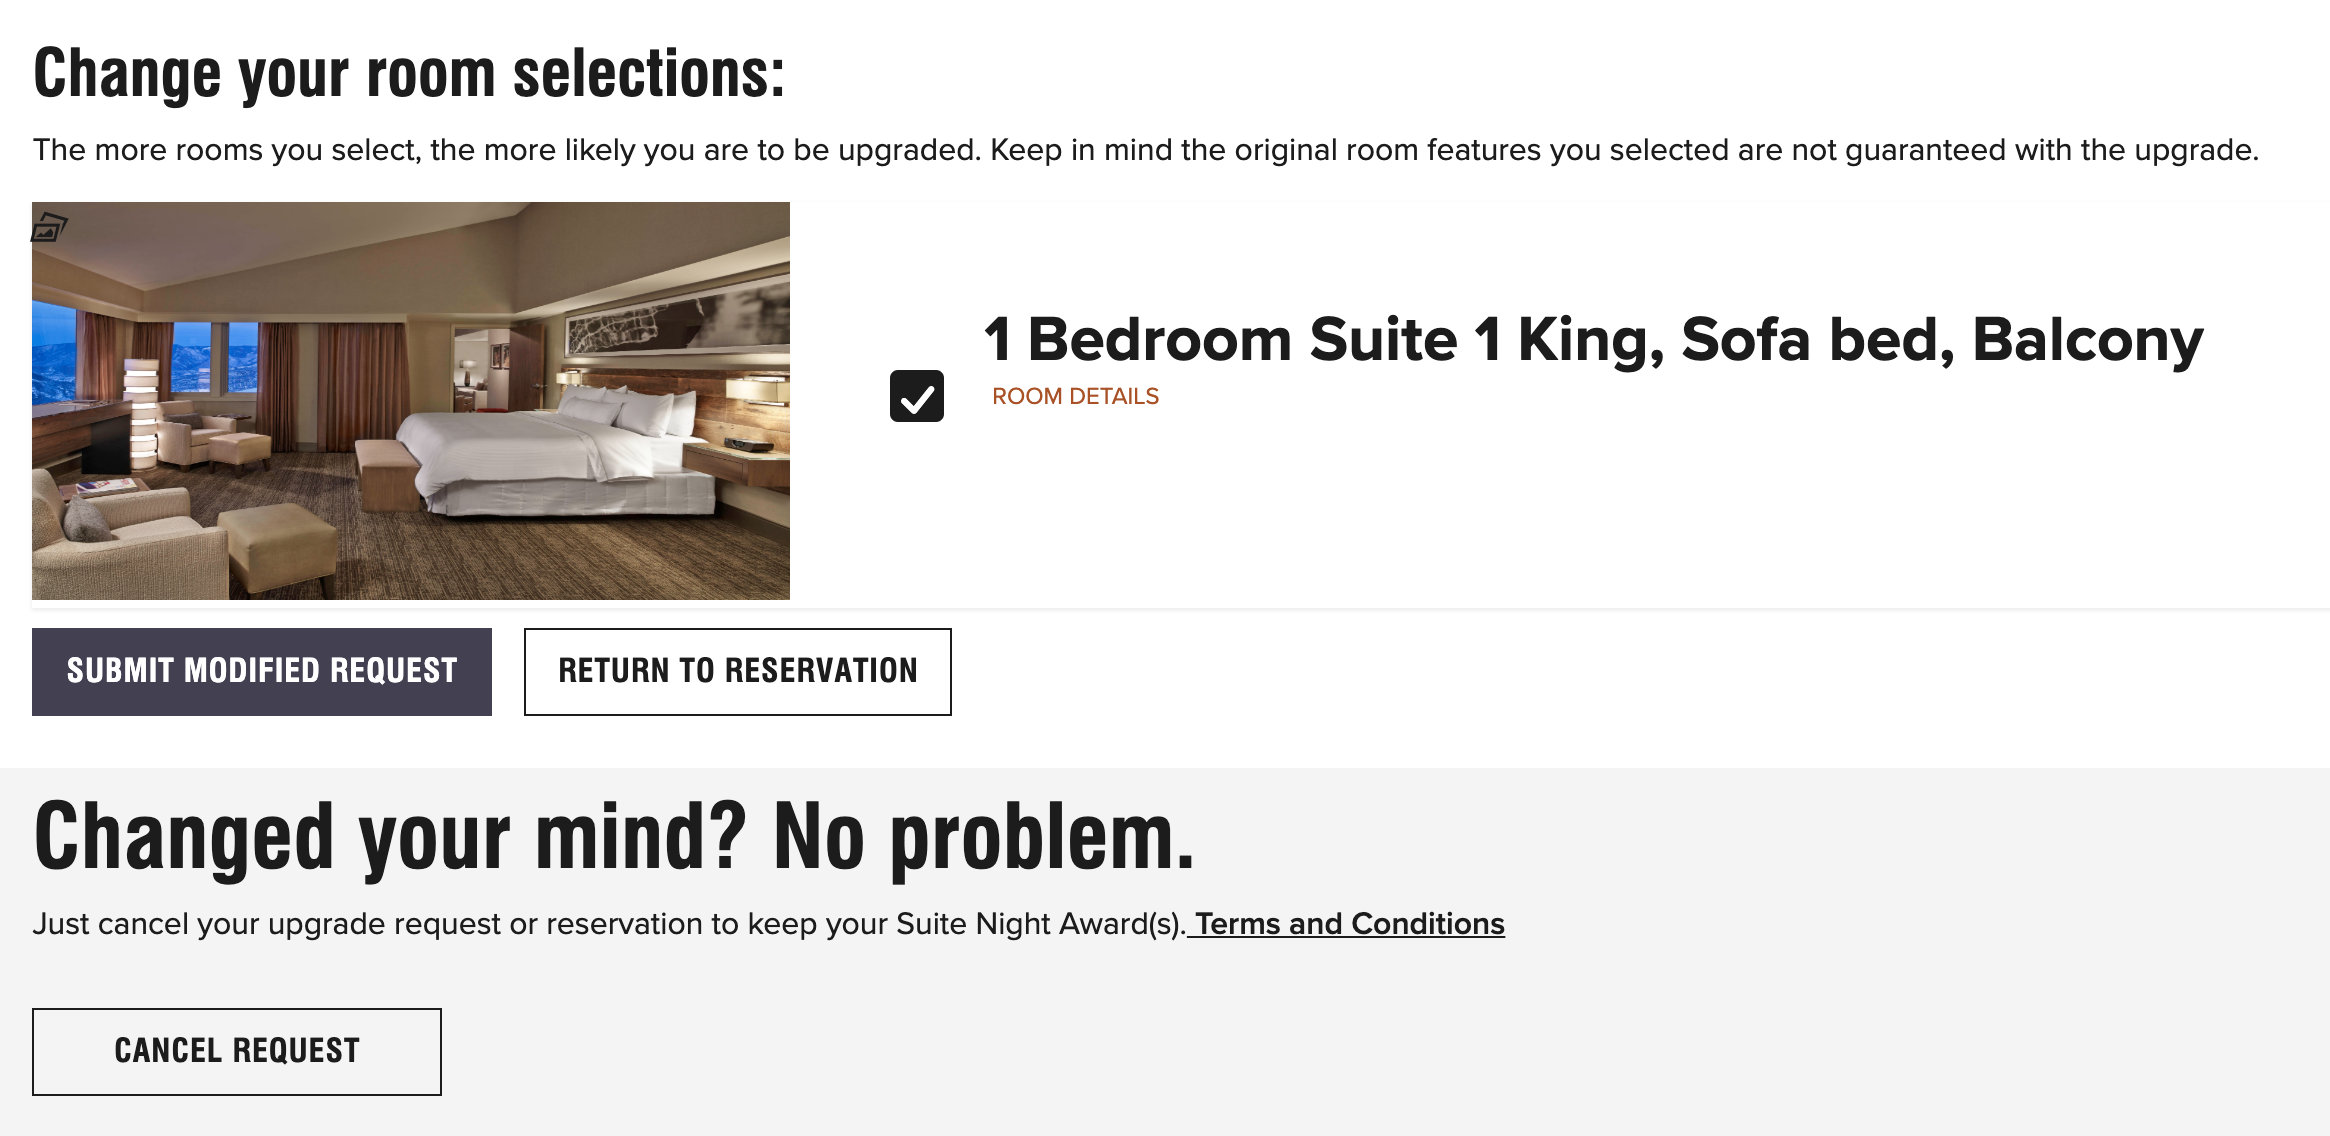 Change your room selections:
The more rooms you select, the more likely you are to be upgraded. Keep in mind the original room features you selected are not guaranteed with the upgrade.
1 Bedroom Suite 1 King, Sofa bed, Balcony
ROOM DETAILS
SUBMIT MODIFIED REQUEST
RETURN TO RESERVATION
Changed your mind? No problem.
Just cancel your upgrade request or reservation to keep your Suite Night Award(s). Terms and Conditions
CANCEL REQUEST